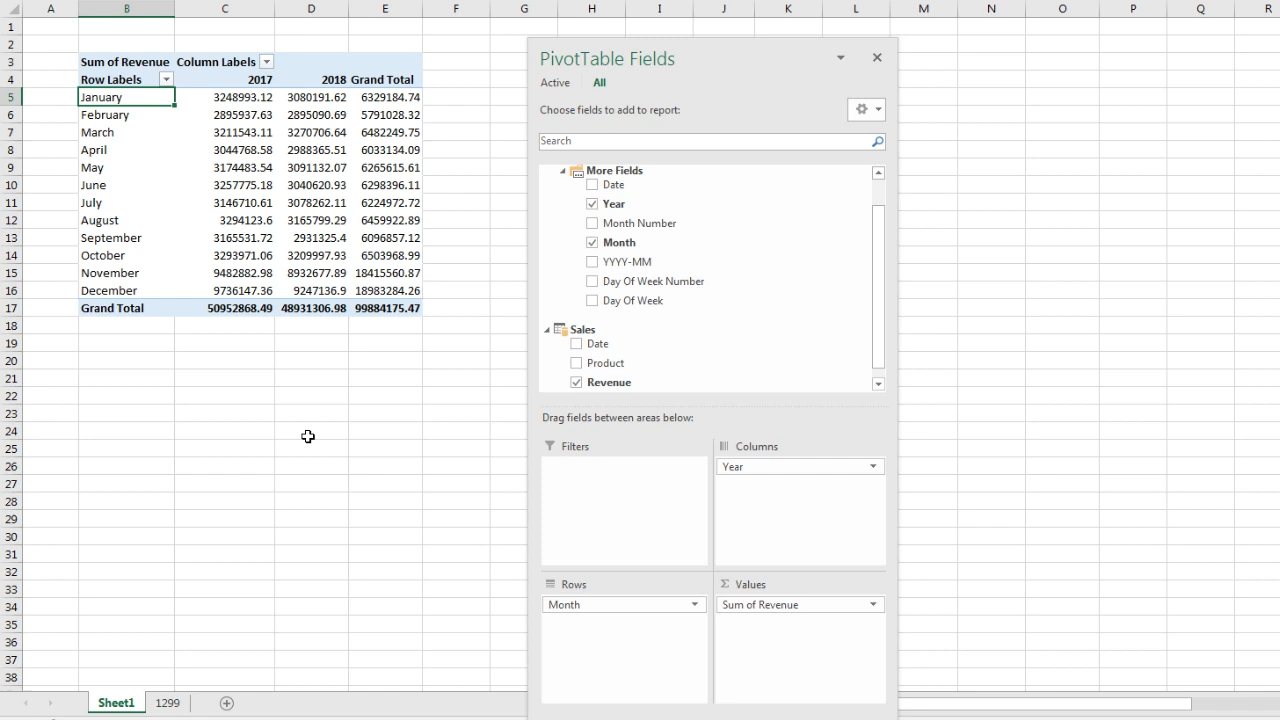 A B C D E F G H I J K L M N O P Q R
1
2
3 Sum of Revenue Column Labels
4 Row Labels 2017 2018 Grand Total
5 January 3248993.12 3080191.62 6329184.74
6 February 2895937.63 2895090.69 5791028.32
7 March 3211543.11 3270706.64 6482249.75
8 April 3044768.58 2988365.51 6033134.09
9 May 3174483.54 3091132.07 6265615.61
10 June 3257775.18 3040620.93 6298396.11
11 July 3146710.61 3078262.11 6224972.72
12 August 3294123.6 3165799.29 6459922.89
13 September 3165531.72 2931325.4 6096857.12
14 October 3293971.06 3209997.93 6503968.99
15 November 9482882.98 8932677.89 18415560.87
16 December 9736147.36 9247136.9 18983284.26
17 Grand Total 50952868.49 48931306.98 99884175.47
18
19
20
21
22
23
24
25
26
27
28
29
30
31
32
33
34
35
36
37
38
PivotTable Fields
Active All
Choose fields to add to report:
Search
More Fields
Date
Year
Month Number
Month
YYYY-MM
Day Of Week Number
Day Of Week
Sales
Date
Product
Revenue
Drag fields between areas below:
Filters
Columns
Year
Rows
Month
Σ Values
Sum of Revenue
Sheet1 1299